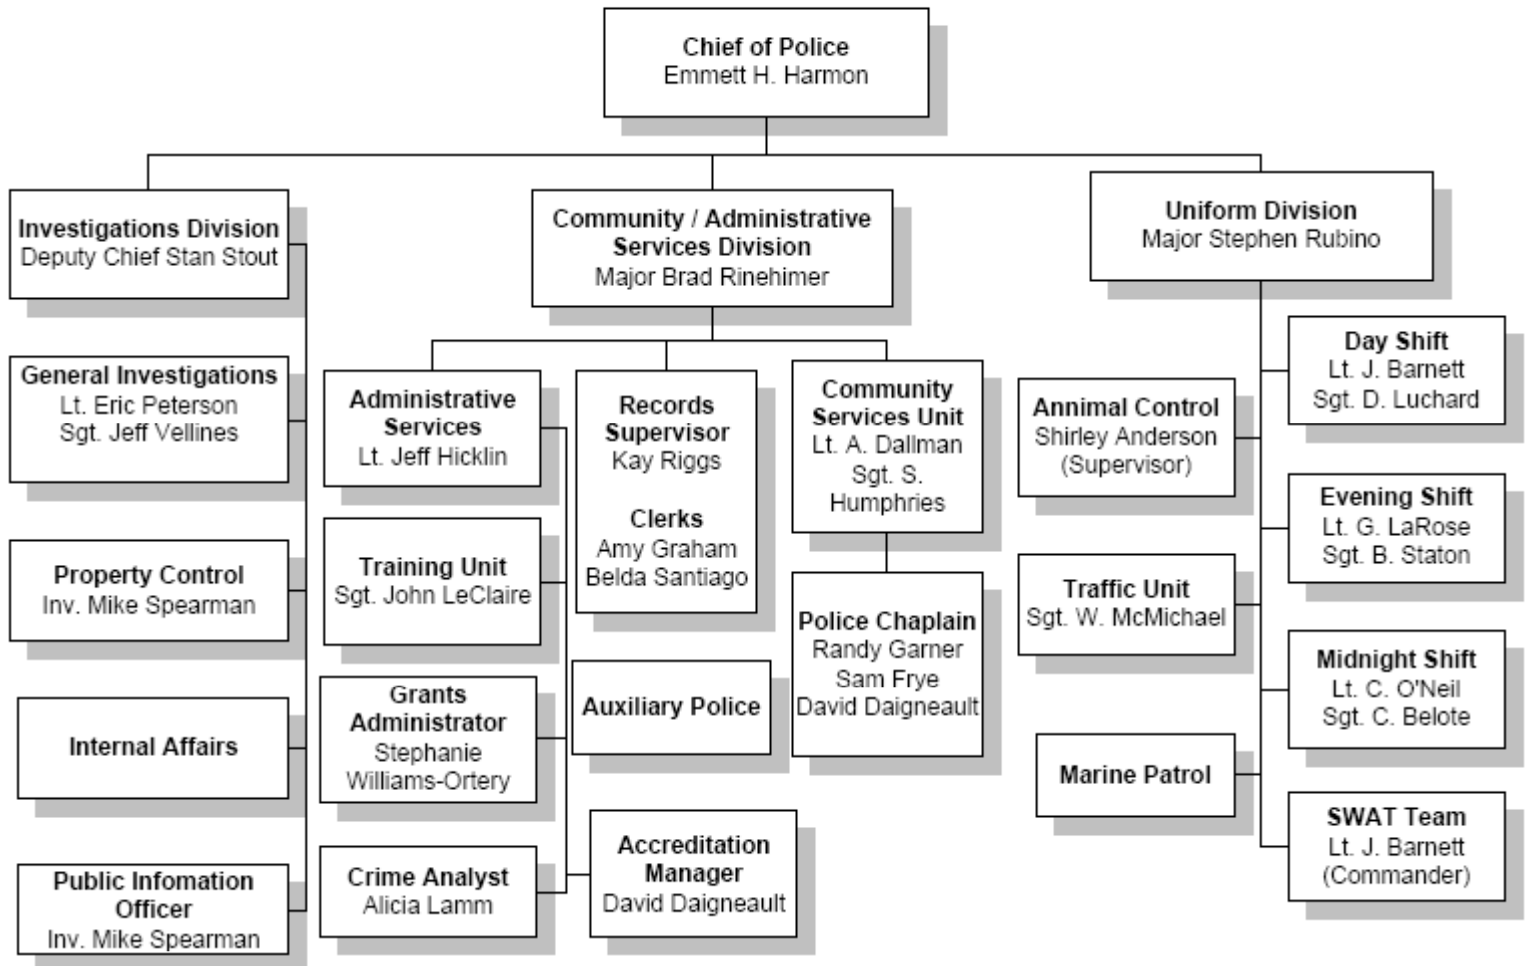 Chief of Police
Emmett H. Harmon
Investigations Division
Deputy Chief Stan Stout
Community / Administrative
Services Division
Major Brad Rinehimer
Uniform Division
Major Stephen Rubino
General Investigations
Lt. Eric Peterson
Sgt. Jeff Vellines
Property Control
Inv. Mike Spearman
Internal Affairs
Public Infomation
Officer
Inv. Mike Spearman
Administrative
Services
Lt. Jeff Hicklin
Training Unit
Sgt. John LeClaire
Grants
Administrator
Stephanie
Williams-Ortery
Crime Analyst
Alicia Lamm
Records
Supervisor
Kay Riggs
Clerks
Amy Graham
Belda Santiago
Auxiliary Police
Accreditation
Manager
David Daigneault
Community
Services Unit
Lt. A. Dallman
Sgt. S.
Humphries
Police Chaplain
Randy Garner
Sam Frye
David Daigneault
Annimal Control
Shirley Anderson
(Supervisor)
Traffic Unit
Sgt. W. McMichael
Marine Patrol
Day Shift
Lt. J. Barnett
Sgt. D. Luchard
Evening Shift
Lt. G. LaRose
Sgt. B. Staton
Midnight Shift
Lt. C. O'Neil
Sgt. C. Belote
SWAT Team
Lt. J. Barnett
(Commander)